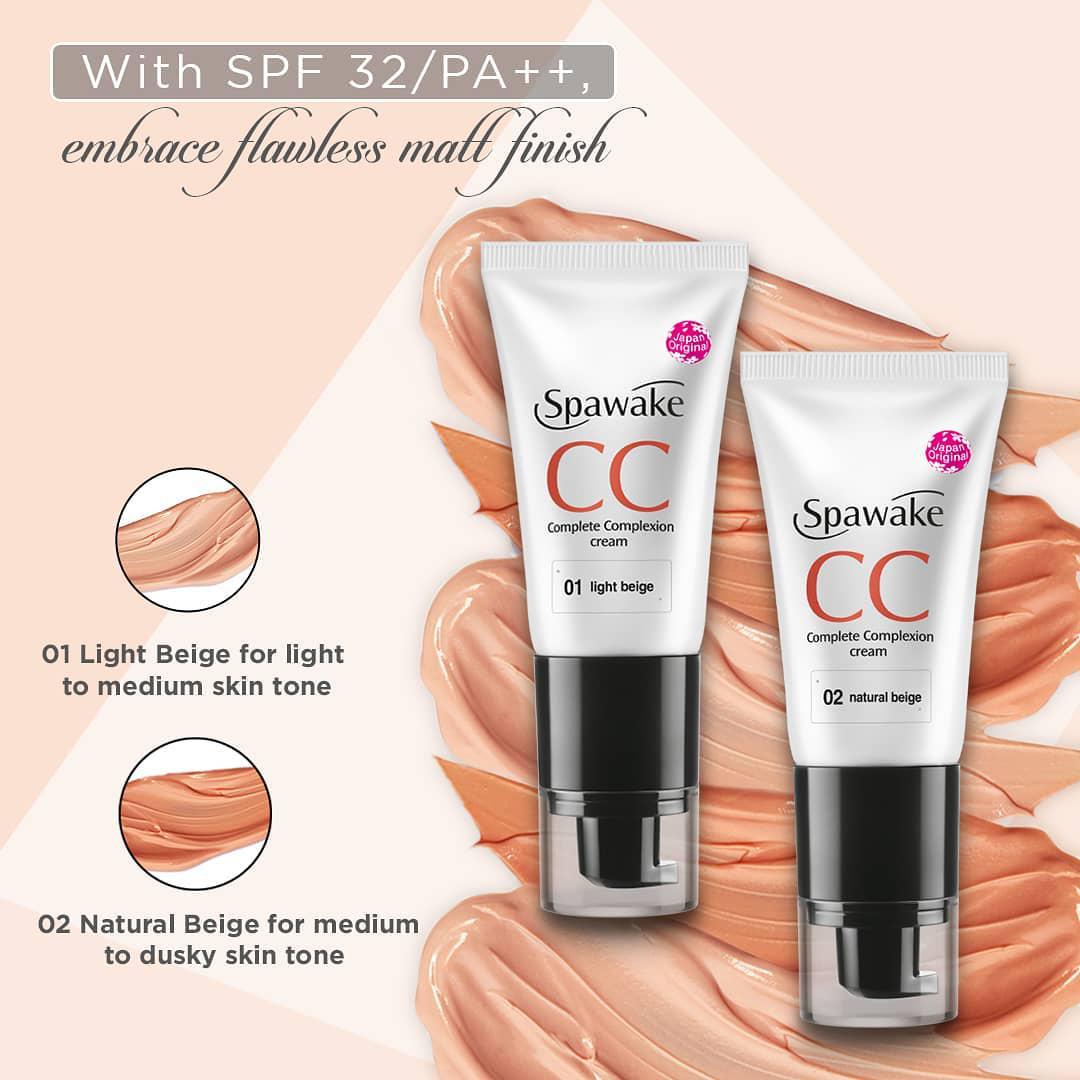 With SPF 32/PA++,
embrace flawless matt finish
Japan
Original
Spawake
CC
Complete Complexion
cream
01 light beige
Japan
Original
Spawake
CC
Complete Complexion
cream
02 natural beige
01 Light Beige for light
to medium skin tone
02 Natural Beige for medium
to dusky skin tone